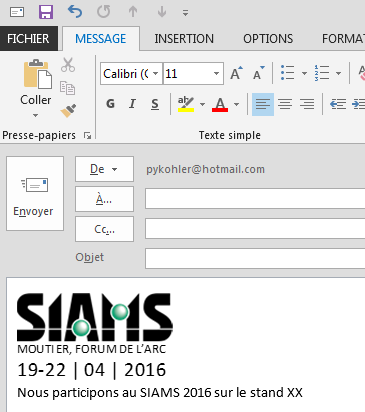 FICHIER MESSAGE INSERTION OPTIONS
Coller
Calibri (C 11
G I S
Presse-papiers Texte simple
De pykohler@hotmail.com
À...
Envoyer
Cc...
Objet
SIAMS
MOUTIER, FORUM DE L'ARC
19-22 | 04 | 2016
Nous participons au SIAMS 2016 sur le stand XX